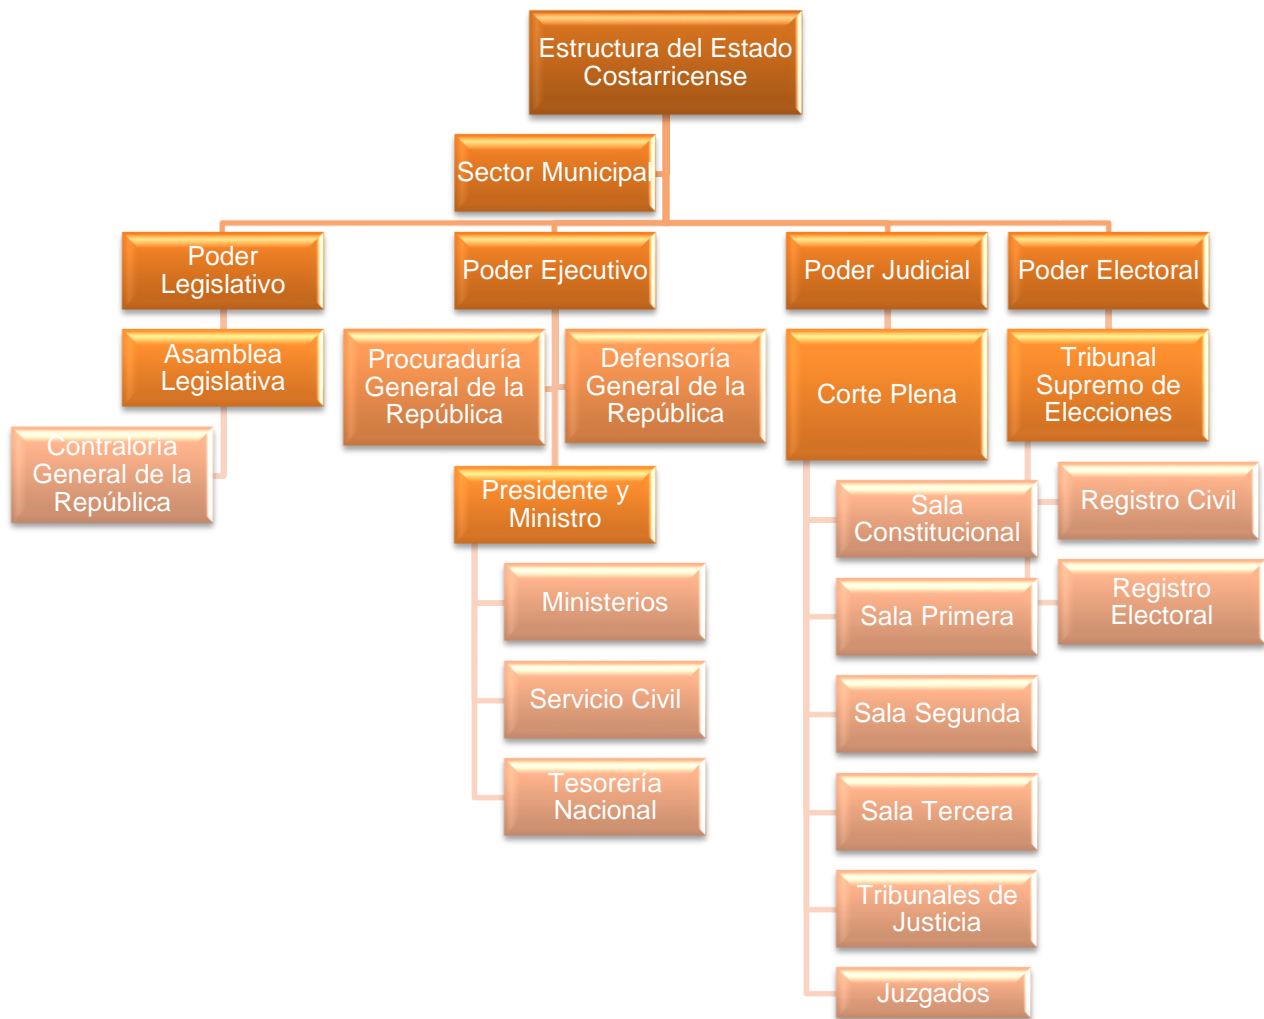 Estructura del Estado
Costarricense
Sector Municipal
Poder
Legislativo
Poder Ejecutivo
Poder Judicial
Poder Electoral
Asamblea
Legislativa
Procuraduría
General de la
República
Defensoría
General de la
República
Corte Plena
Tribunal
Supremo de
Elecciones
Contraloría
General de la
República
Presidente y
Ministro
Sala
Constitucional
Registro Civil
Ministerios
Sala Primera
Registro
Electoral
Servicio Civil
Sala Segunda
Tesorería
Nacional
Sala Tercera
Tribunales de
Justicia
Juzgados